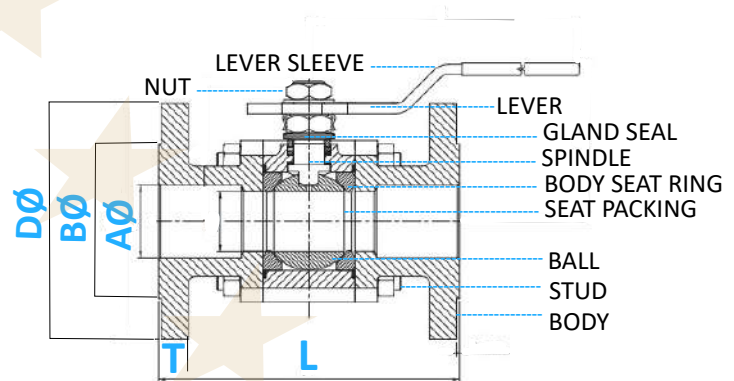 LEVER SLEEVE
NUT
LEVER
GLAND SEAL
SPINDLE
BODY SEAT RING
SEAT PACKING
BALL
STUD
BODY
DØ
BØ
AØ
T
L